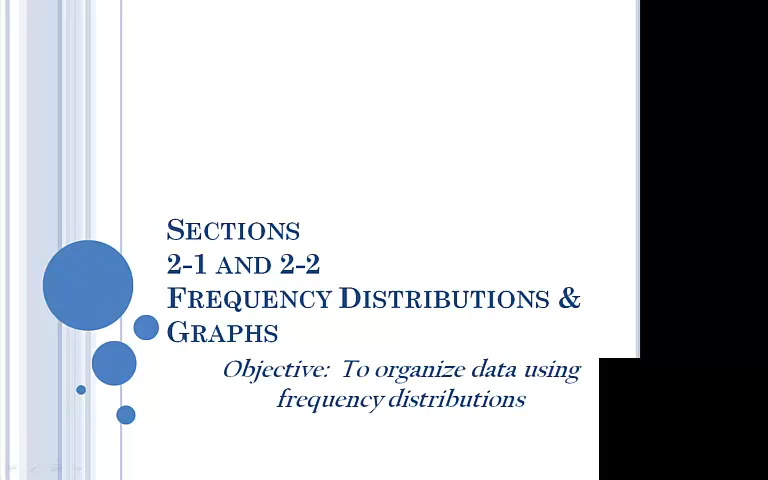 SECTIONS
2-1 AND 2-2
FREQUENCY DISTRIBUTIONS &
GRAPHS
Objective: To organize data using
frequency distributions